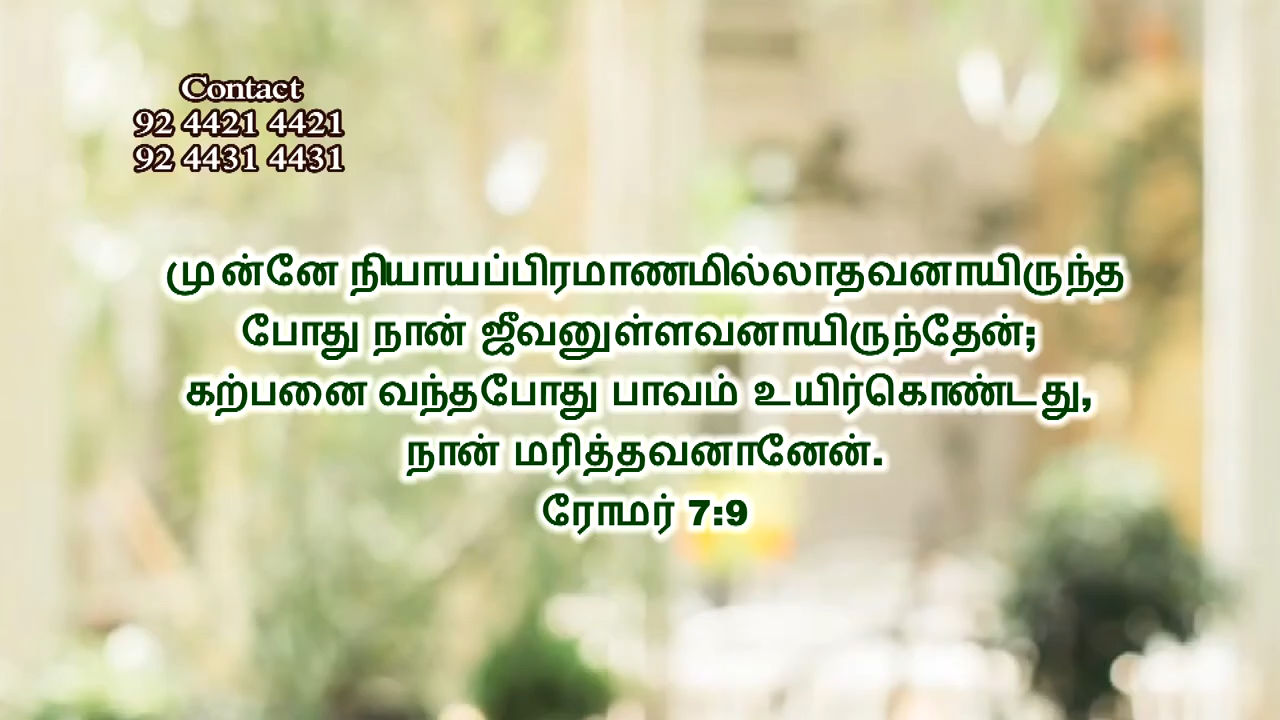 Contact
92 4421 4421
92 4431 4431
முன்னே நியாயப்பிரமாணமில்லாதவனாயிருந்த
போது நான் ஜீவனுள்ளவனாயிருந்தேன்;
கற்பனை வந்தபோது பாவம் உயிர்கொண்டது,
நான் மரித்தவனானேன்.
ரோமர் 7:9